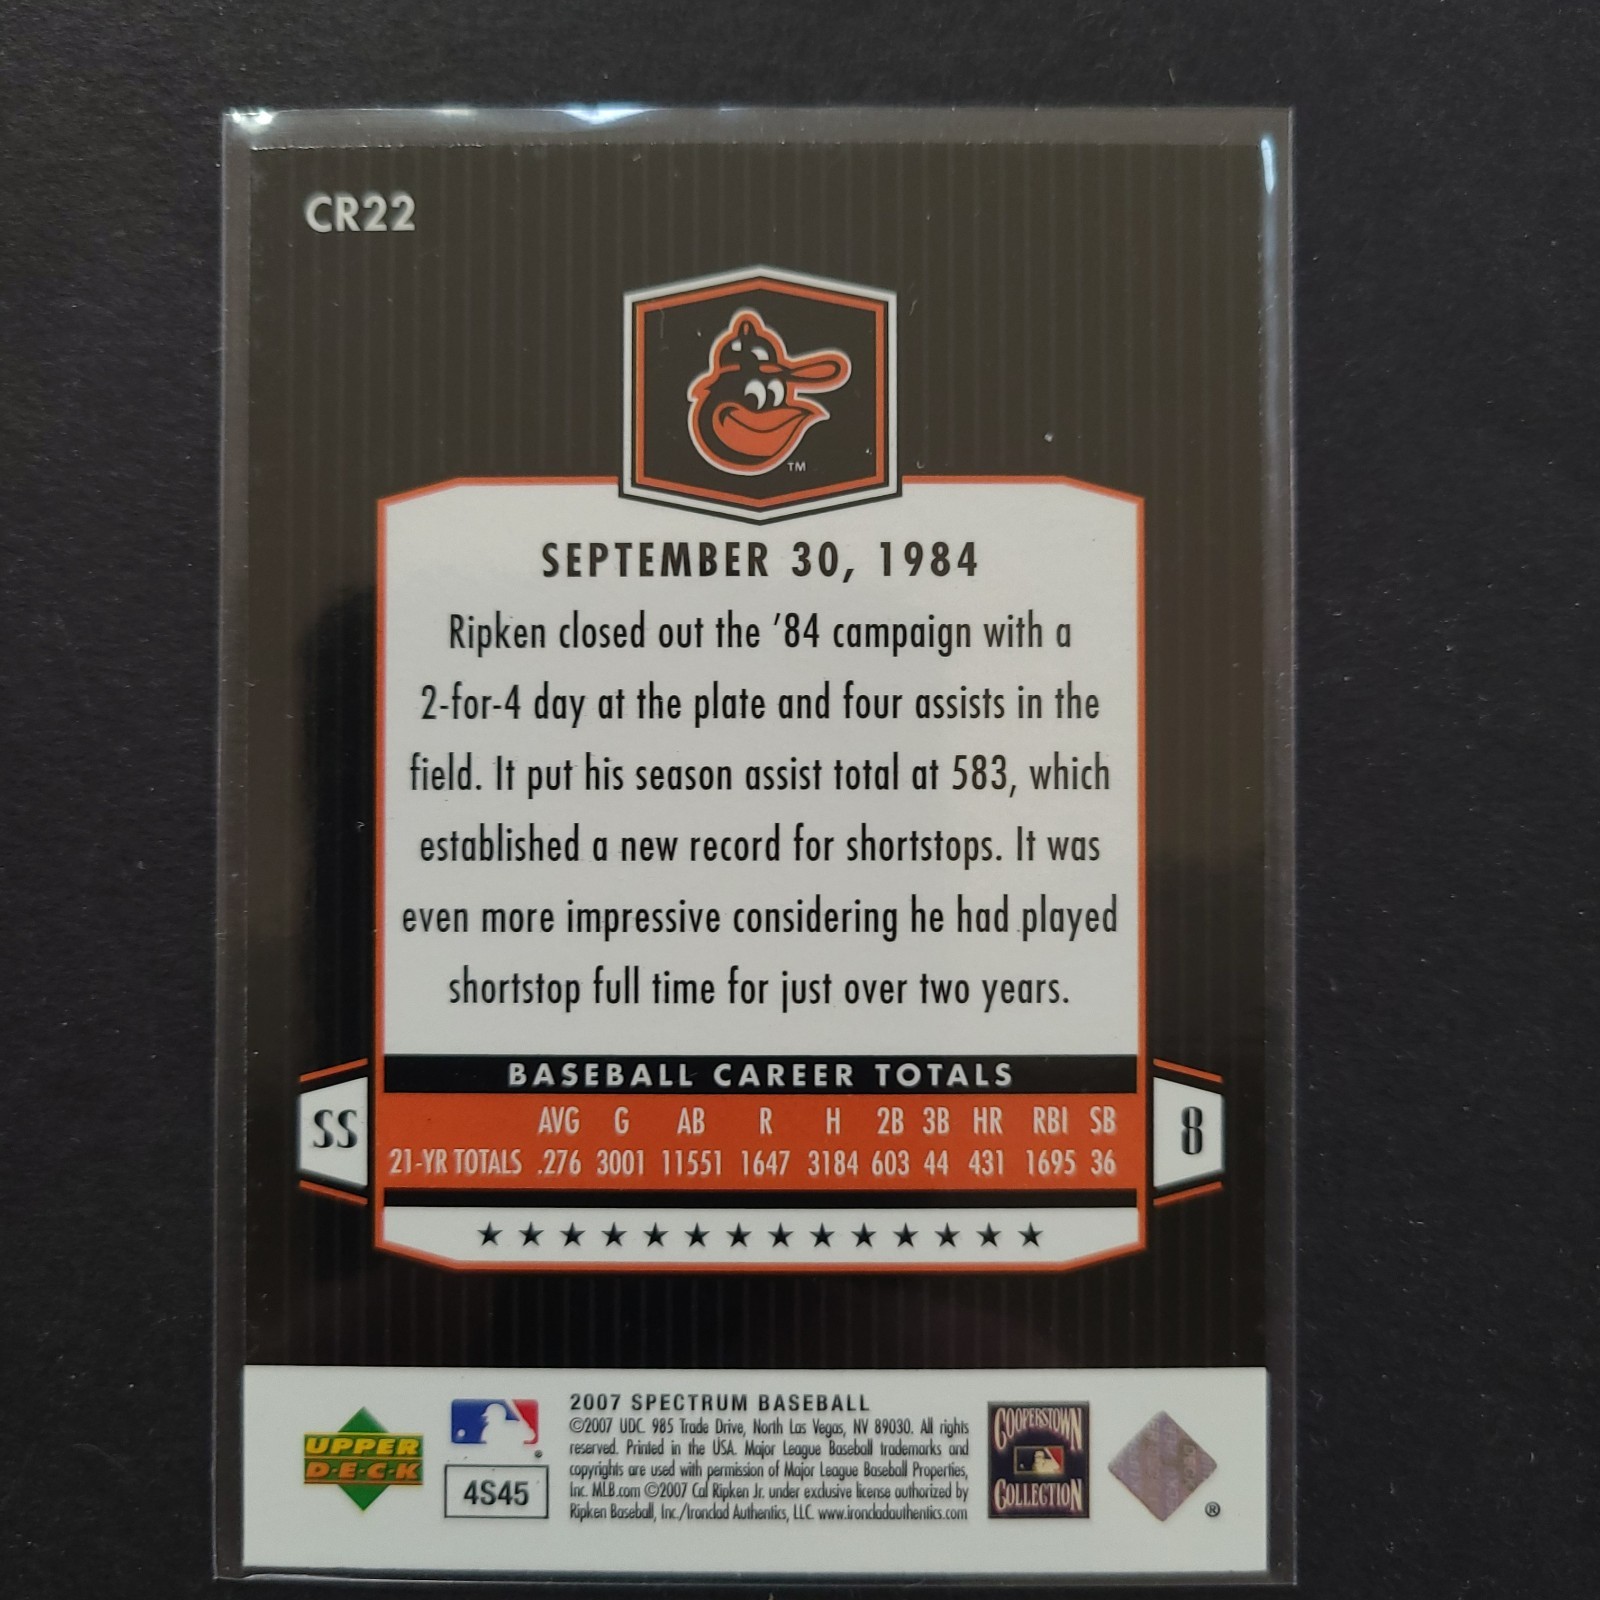 CR22
TM
SEPTEMBER 30, 1984
Ripken closed out the '84 campaign with a
2-for-4 day at the plate and four assists in the
field. It put his season assist total at 583, which
established a new record for shortstops. It was
even more impressive considering he had played
shortstop full time for just over two years.
BASEBALL CAREER TOTALS
SS
8
AVG G AB R H 2B 3B HR RBI SB
21-YR TOTALS .276 3001 11551 1647 3184 603 44 431 1695 36
UPPER
D·E·C·K
4S45
2007 SPECTRUM BASEBALL
©2007 UDC. 985 Trade Drive, North Las Vegas, NV 89030. All rights
reserved. Printed in the USA. Major League Baseball trademarks and
copyrights are used with permission of Major League Baseball Properties,
Inc. MLB.com ©2007 Cal Ripken Jr. under exclusive license authorized by
Ripken Baseball, Inc./Ironclad Authentics, LLC www.ironcladauthentics.com
COOPERSTOWN
COLLECTION
®